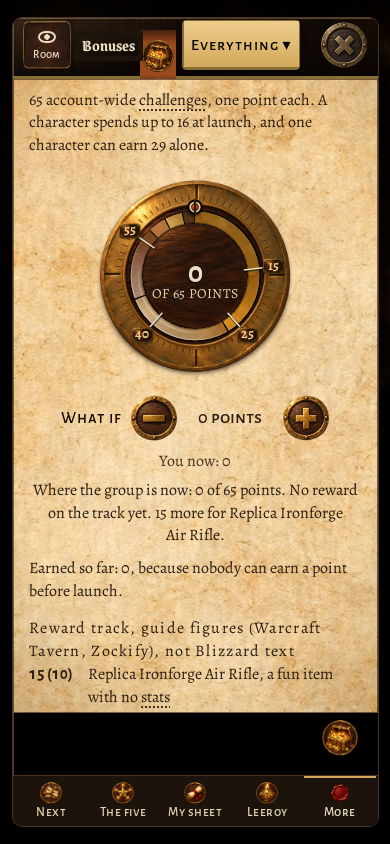 Room
Bonuses
Everything ▾
65 account-wide challenges, one point each. A
character spends up to 16 at launch, and one
character can earn 29 alone.
0
55
15
0
OF 65 POINTS
40
25
What if
0 points
You now: 0
Where the group is now: 0 of 65 points. No reward
on the track yet. 15 more for Replica Ironforge
Air Rifle.
Earned so far: 0, because nobody can earn a point
before launch.
Reward track, guide figures (Warcraft
Tavern, Zockify), not Blizzard text
15 (10) Replica Ironforge Air Rifle, a fun item
with no stats
Next
The five
My sheet
Leeroy
More